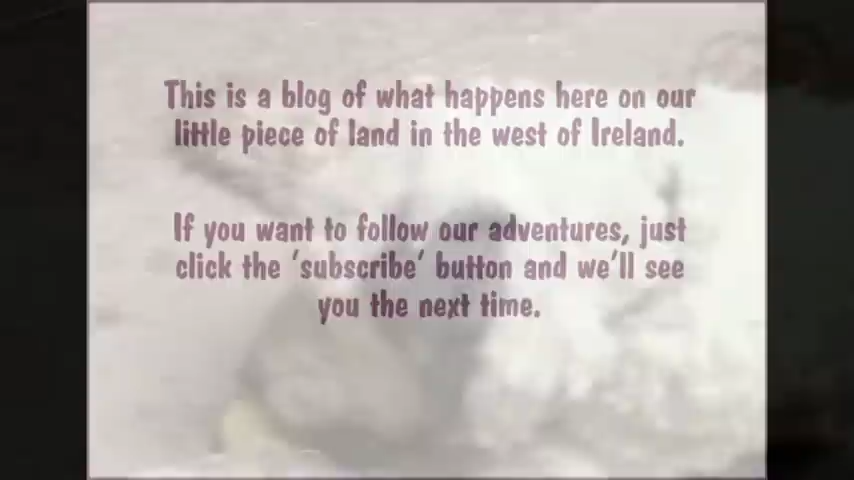 This is a blog of what happens here on our
little piece of land in the west of Ireland.
If you want to follow our adventures, just
click the ‘subscribe’ button and we'll see
you the next time.